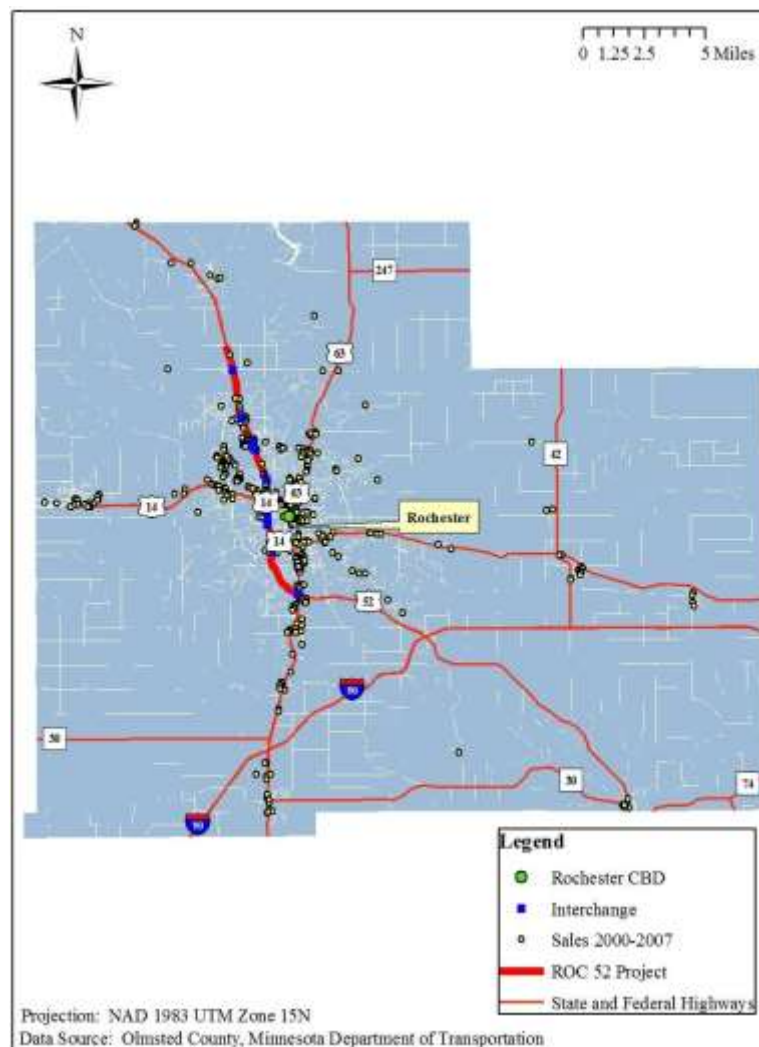 N
0 1.25 2.5 5 Miles
247
63
42
14
63
14
Rochester
14
52
90
30
30
74
90
Legend
Rochester CBD
Interchange
Sales 2000-2007
ROC 52 Project
State and Federal Highways
Projection: NAD 1983 UTM Zone 15N
Data Source: Olmsted County, Minnesota Department of Transportation